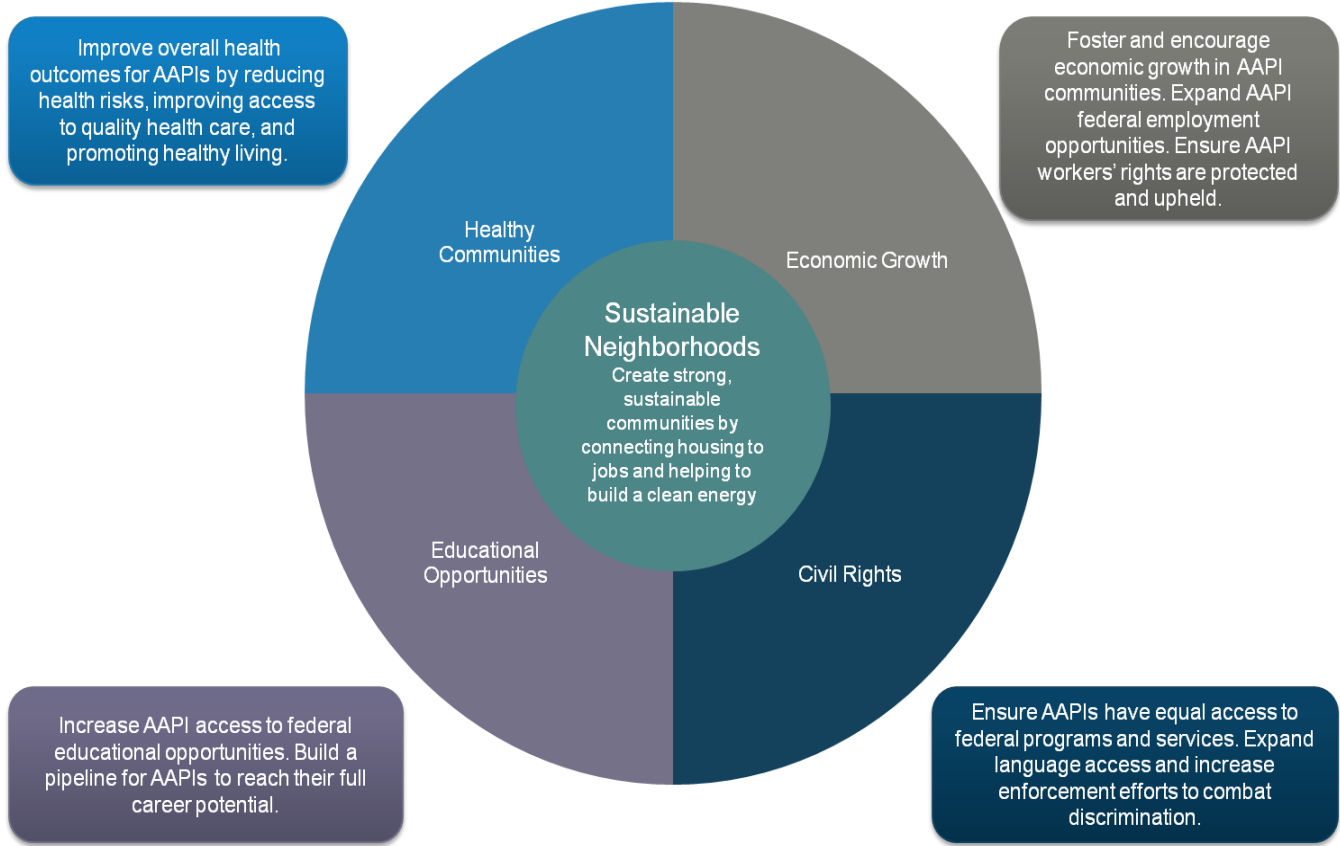 Improve overall health
outcomes for AAPIs by reducing
health risks, improving access
to quality health care, and
promoting healthy living.
Foster and encourage
economic growth in AAPI
communities. Expand AAPI
federal employment
opportunities. Ensure AAPI
workers’ rights are protected
and upheld.
Healthy
Communities
Economic Growth
Sustainable
Neighborhoods
Create strong,
sustainable
communities by
connecting housing to
jobs and helping to
build a clean energy
Educational
Opportunities
Civil Rights
Increase AAPI access to federal
educational opportunities. Build a
pipeline for AAPIs to reach their full
career potential.
Ensure AAPIs have equal access to
federal programs and services. Expand
language access and increase
enforcement efforts to combat
discrimination.